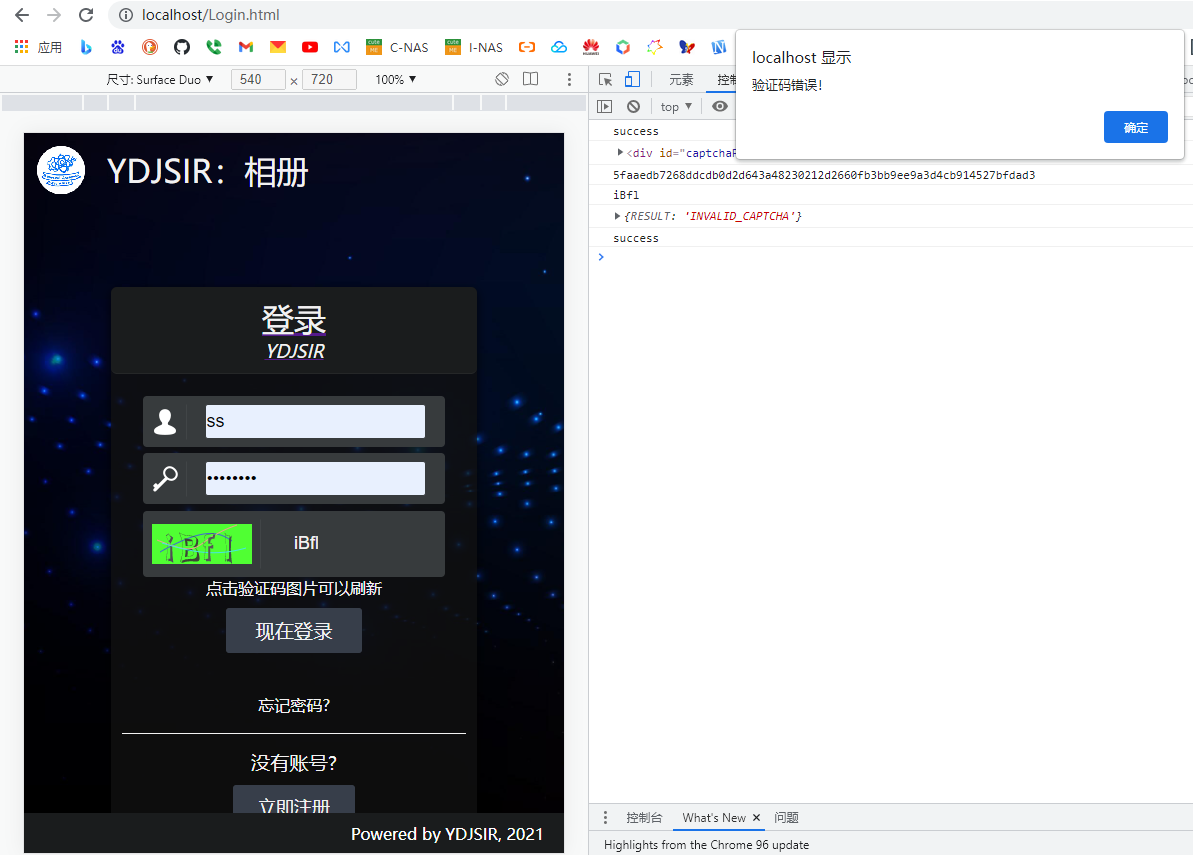 localhost/Login.html
应用
C-NAS
I-NAS
localhost 显示
验证码错误！
确定
尺寸: Surface Duo ▼ 540 × 720 100% ▼
元素
top ▼
YDJSIR：相册
登录
YDJSIR
ss
••••••••
iBfl
iBfl
点击验证码图片可以刷新
现在登录
忘记密码?
没有账号?
立即注册
Powered by YDJSIR, 2021
success
<div id="captcha
5faaedb7268ddcdb0d2d643a48230212d2660fb3bb9ee9a3d4cb914527bfdad3
iBfl
{RESULT: 'INVALID_CAPTCHA'}
success
控制台 What's New × 问题
Highlights from the Chrome 96 update